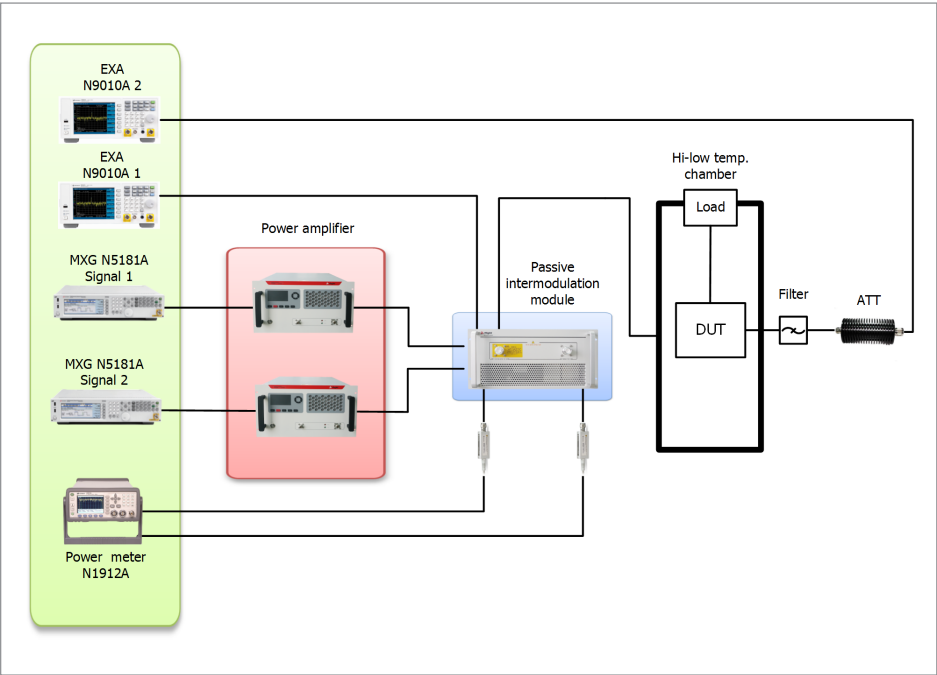 EXA
N9010A 2
EXA
N9010A 1
MXG N5181A
Signal 1
MXG N5181A
Signal 2
Power meter
N1912A
Power amplifier
Passive
intermodulation
module
Hi-low temp.
chamber
Load
DUT
Filter
ATT